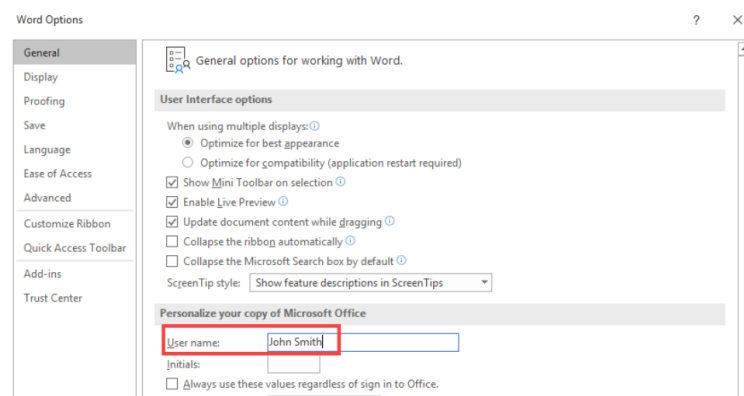 Word Options
?
General
Display
Proofing
Save
Language
Ease of Access
Advanced
Customize Ribbon
Quick Access Toolbar
Add-ins
Trust Center
General options for working with Word.
User Interface options
When using multiple displays:
Optimize for best appearance
Optimize for compatibility (application restart required)
Show Mini Toolbar on selection
Enable Live Preview
Update document content while dragging
Collapse the ribbon automatically
Collapse the Microsoft Search box by default
ScreenTip style: Show feature descriptions in ScreenTips
Personalize your copy of Microsoft Office
User name: John Smith
Initials:
Always use these values regardless of sign in to Office.